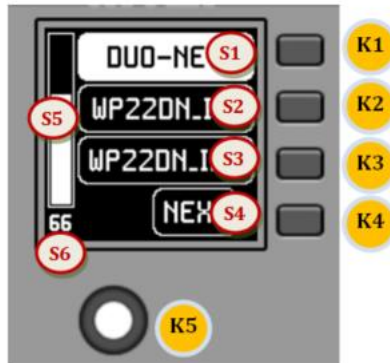 DUO-NE S1 K1
WP22DN_I S2 K2
S5
WP22DN_I S3 K3
NEX S4 K4
66
S6
K5